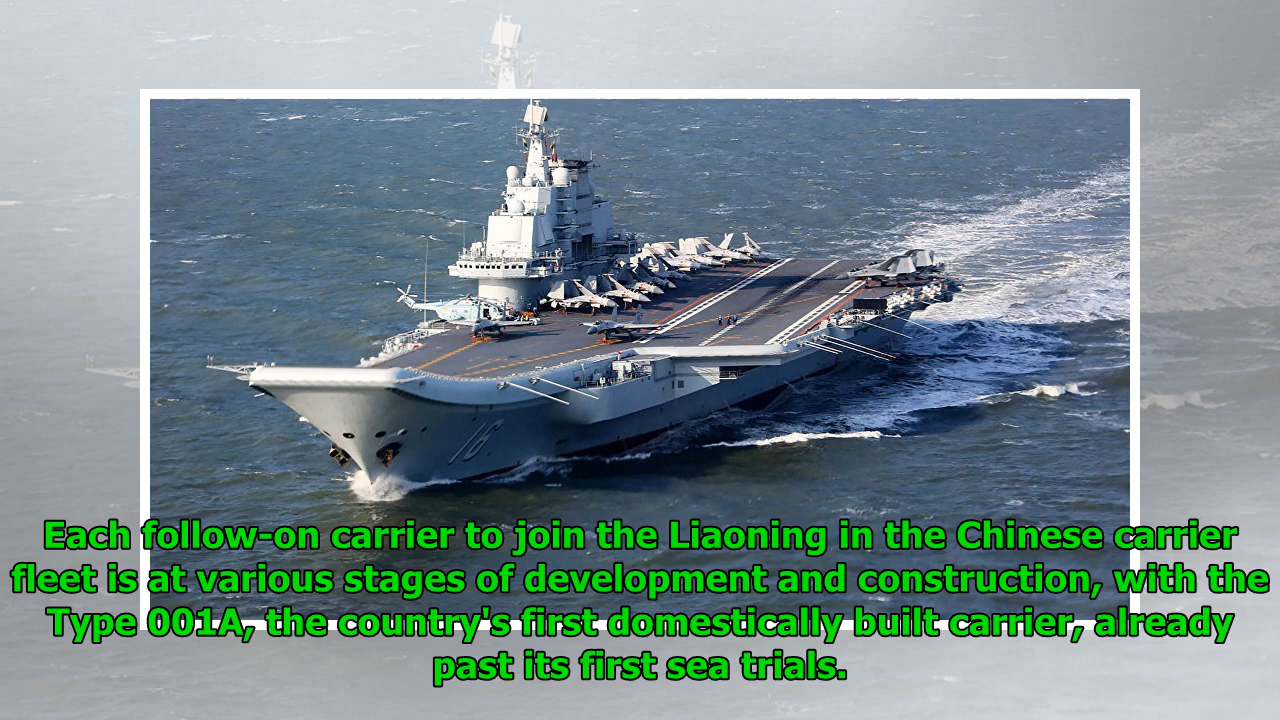 16
Each follow-on carrier to join the Liaoning in the Chinese carrier
fleet is at various stages of development and construction, with the
Type 001A, the country's first domestically built carrier, already
past its first sea trials.